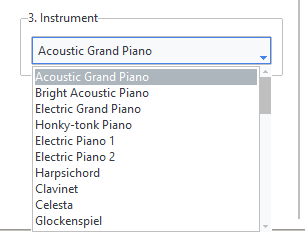 3. Instrument
Acoustic Grand Piano
Acoustic Grand Piano
Bright Acoustic Piano
Electric Grand Piano
Honky-tonk Piano
Electric Piano 1
Electric Piano 2
Harpsichord
Clavinet
Celesta
Glockenspiel